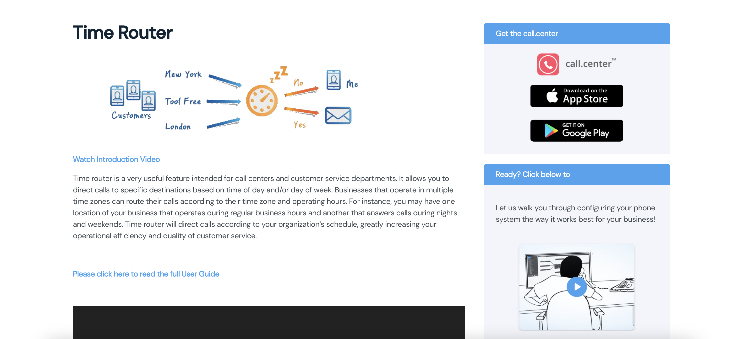 Time Router
Get the call.center
call.center™
Download on the
App Store
GET IT ON
Google Play
New York
Tool Free
London
Customers
zzz
No
Yes
Me
Watch Introduction Video
Time router is a very useful feature intended for call centers and customer service departments. It allows you to
direct calls to specific destinations based on time of day and/or day of week. Businesses that operate in multiple
time zones can route their calls according to their time zone and operating hours. For instance, you may have one
location of your business that operates during regular business hours and another that answers calls during nights
and weekends. Time router will direct calls according to your organization's schedule, greatly increasing your
operational efficiency and quality of customer service.
Please click here to read the full User Guide
Ready? Click below to
Let us walk you through configuring your phone
system the way it works best for your business!